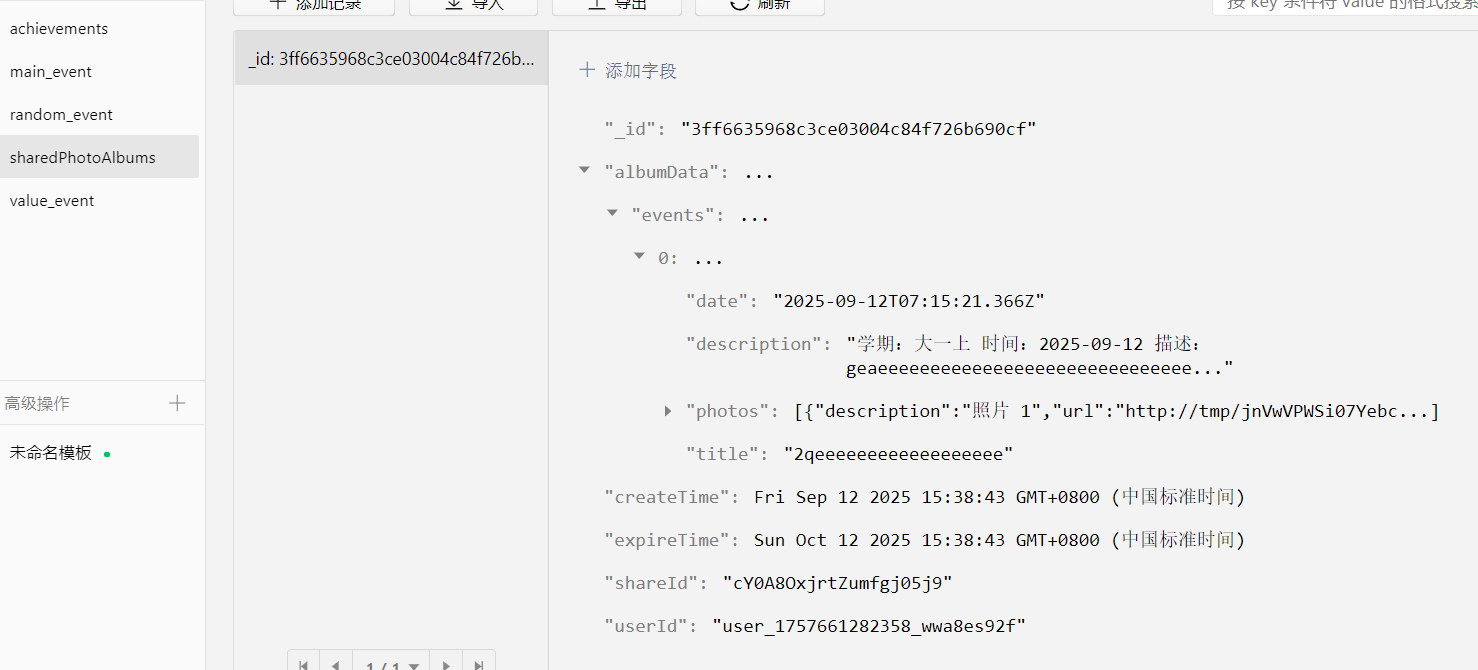 achievements
main_event
random_event
sharedPhotoAlbums
value_event
高级操作
未命名模板
添加记录
导入
导出
刷新
按 key 条件符 value 的格式搜索
_id: 3ff6635968c3ce03004c84f726b...
1 / 1
添加字段
"_id": "3ff6635968c3ce03004c84f726b690cf"
"albumData": ...
"events": ...
0: ...
"date": "2025-09-12T07:15:21.366Z"
"description": "学期：大一上 时间：2025-09-12 描述：
geaeeeeeeeeeeeeeeeeeeeeeeeeeeeeee..."
"photos": [{"description":"照片 1","url":"http://tmp/jnVwVPWSi07Yebc...]
"title": "2qeeeeeeeeeeeeeeeeee"
"createTime": Fri Sep 12 2025 15:38:43 GMT+0800 (中国标准时间)
"expireTime": Sun Oct 12 2025 15:38:43 GMT+0800 (中国标准时间)
"shareId": "cY0A8OxjrtZumfgj05j9"
"userId": "user_1757661282358_wwa8es92f"